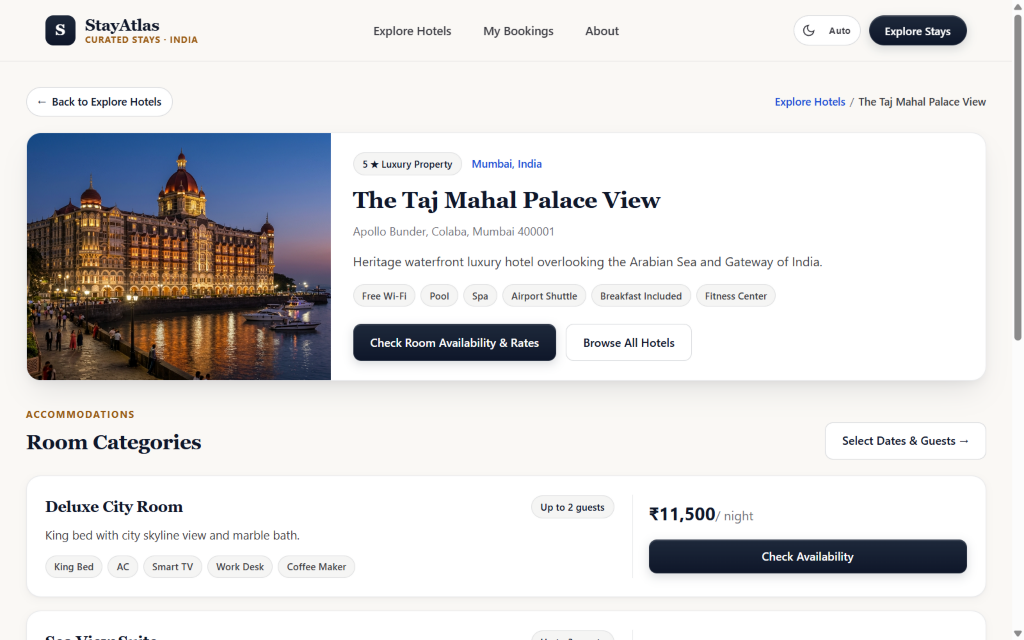 S
StayAtlas
CURATED STAYS · INDIA
Explore Hotels
My Bookings
About
Auto
Explore Stays
← Back to Explore Hotels
Explore Hotels / The Taj Mahal Palace View
5 ★ Luxury Property
Mumbai, India
The Taj Mahal Palace View
Apollo Bunder, Colaba, Mumbai 400001
Heritage waterfront luxury hotel overlooking the Arabian Sea and Gateway of India.
Free Wi-Fi
Pool
Spa
Airport Shuttle
Breakfast Included
Fitness Center
Check Room Availability & Rates
Browse All Hotels
ACCOMMODATIONS
Room Categories
Select Dates & Guests →
Deluxe City Room
Up to 2 guests
King bed with city skyline view and marble bath.
King Bed
AC
Smart TV
Work Desk
Coffee Maker
₹11,500 / night
Check Availability
Sea View Suite